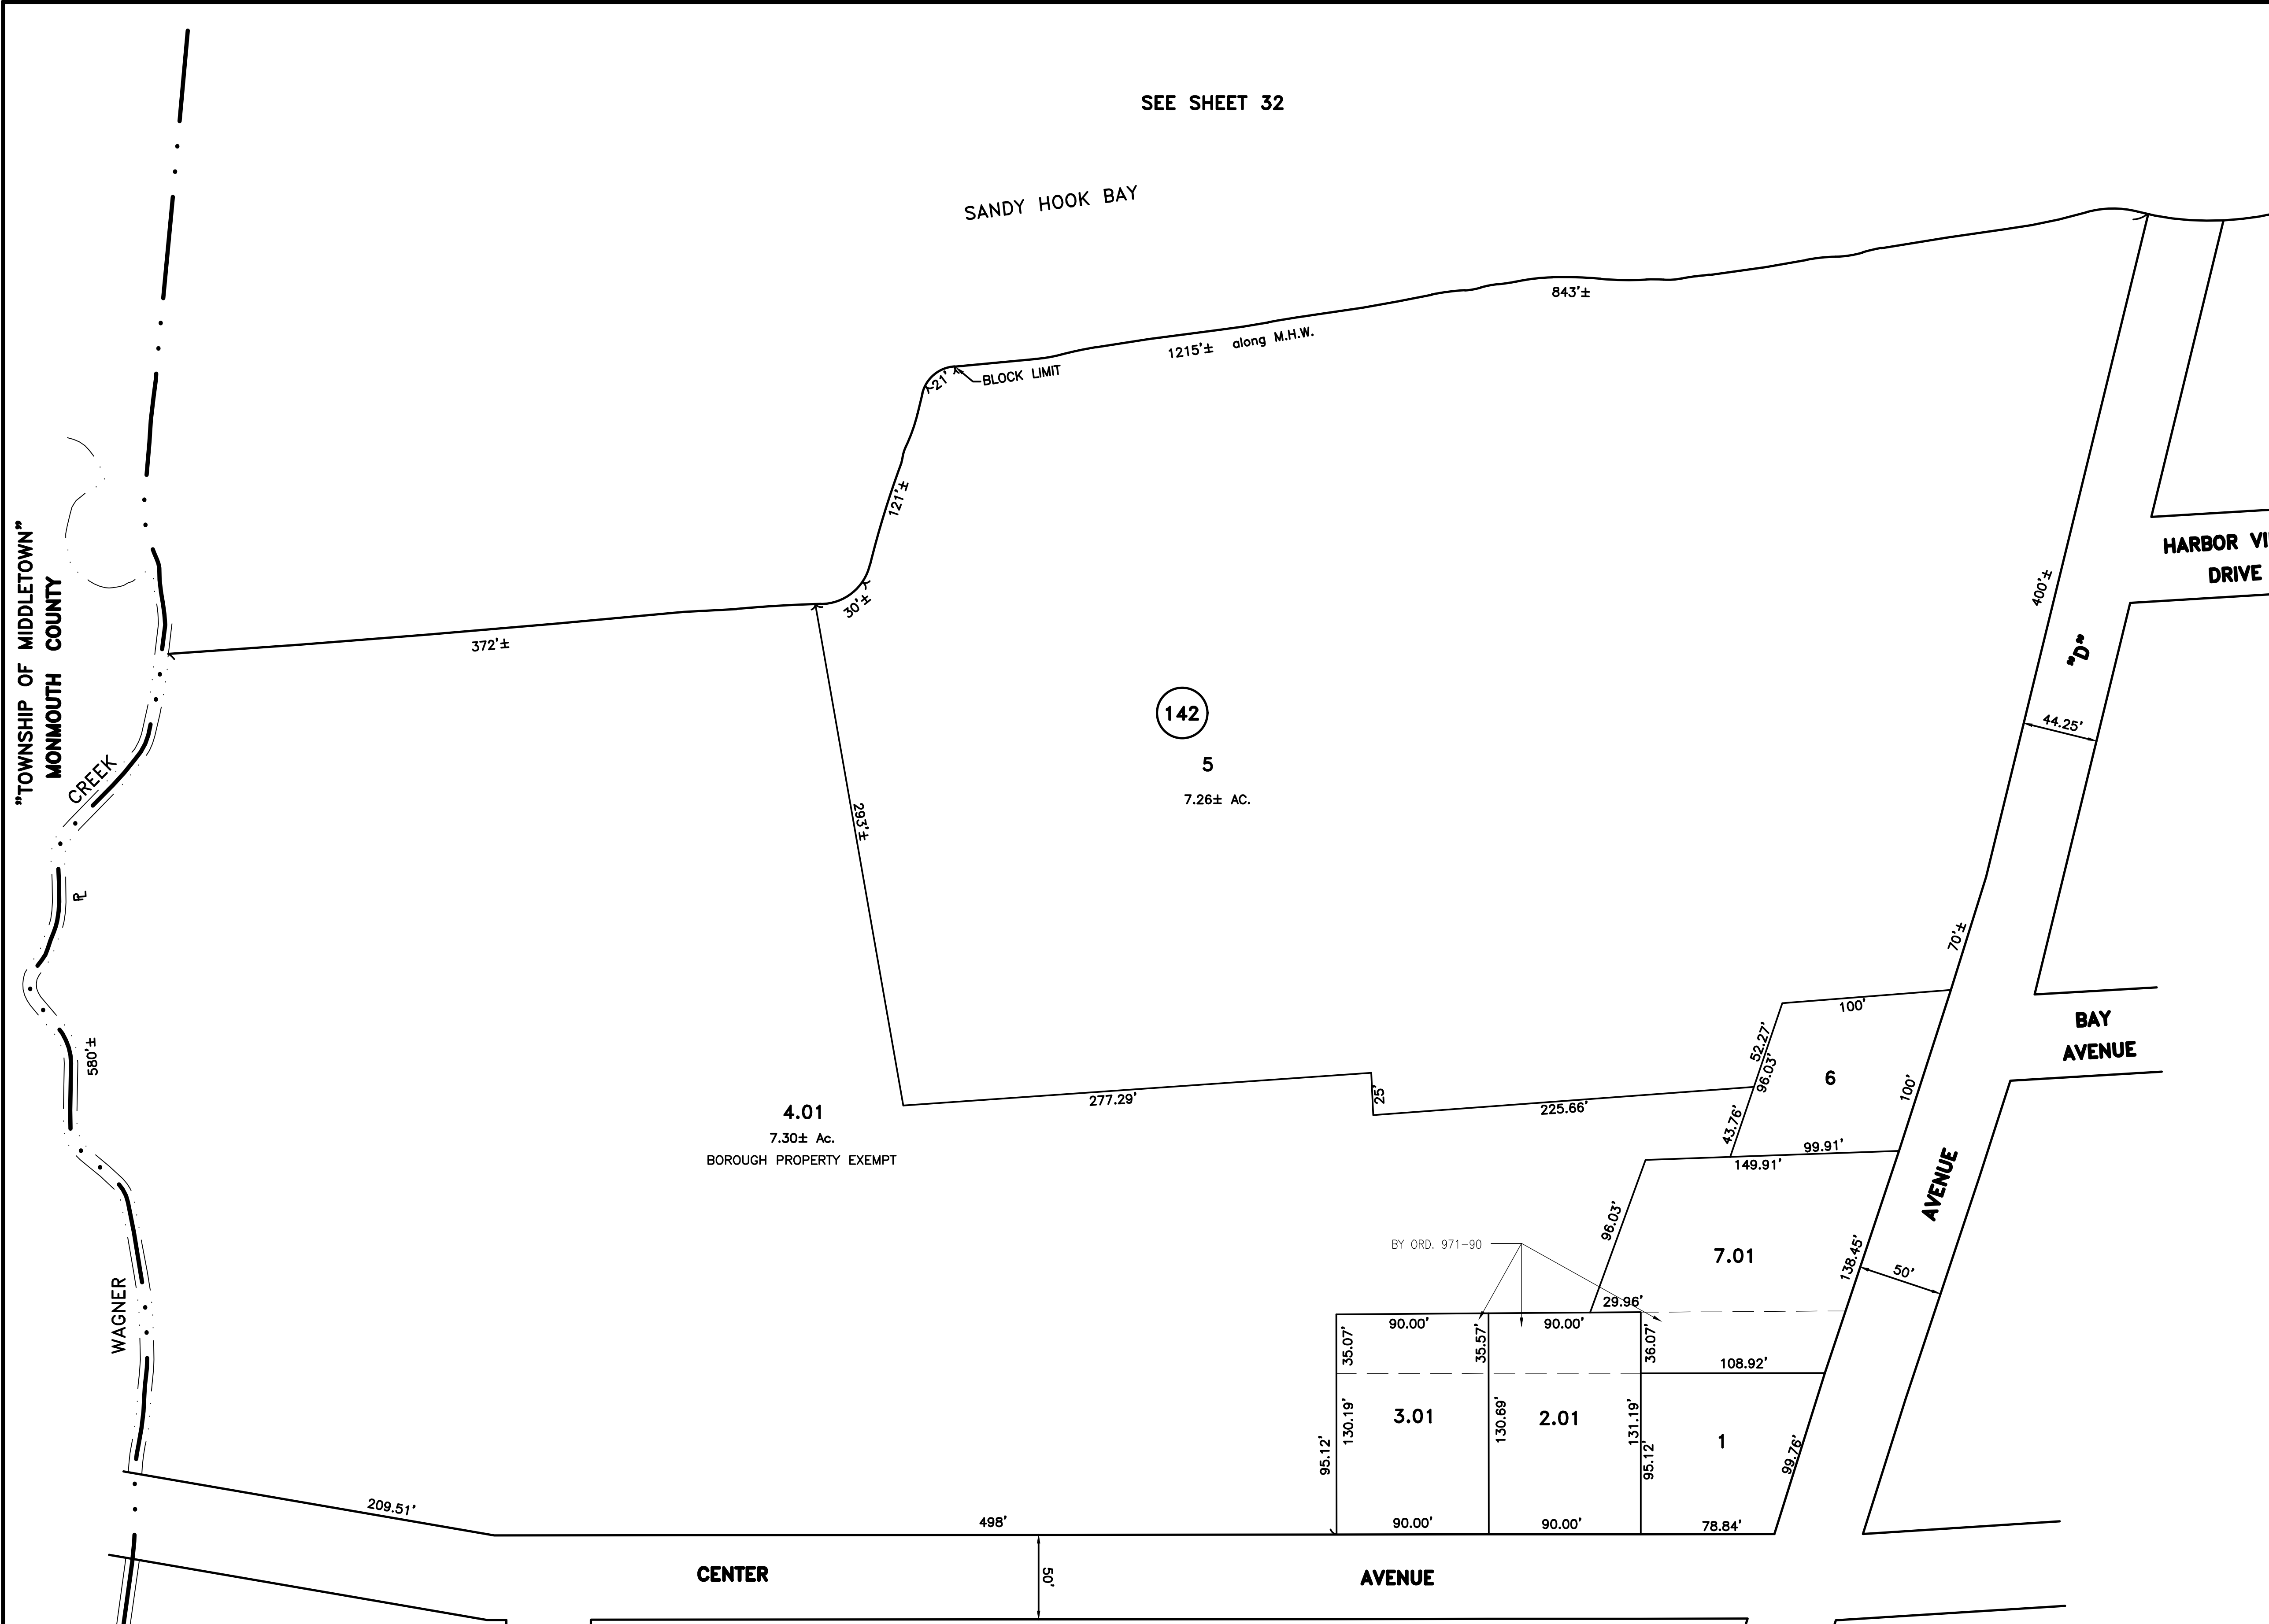 SEE SHEET 32
SANDY HOOK BAY
843'±
1215'± along M.H.W.
21'
BLOCK LIMIT
121'±
30'±
372'±
"TOWNSHIP OF MIDDLETOWN"
MONMOUTH COUNTY
HARBOR VI
DRIVE
400'±
"D"
44.25'
142
5
7.26± AC.
293'±
CREEK
PL
70'±
100'
BAY
AVENUE
52.27'
96.03'
6
100'
580'±
277.29'
25'
225.66'
43.76'
99.91'
149.91'
4.01
7.30± Ac.
BOROUGH PROPERTY EXEMPT
AVENUE
96.03'
BY ORD. 971-90
7.01
138.45'
50'
WAGNER
29.96'
90.00'
90.00'
35.07'
35.57'
36.07'
108.92'
3.01
2.01
1
130.19'
130.69'
131.19'
95.12'
95.12'
99.76'
209.51'
498'
90.00'
90.00'
78.84'
CENTER
AVENUE
50'